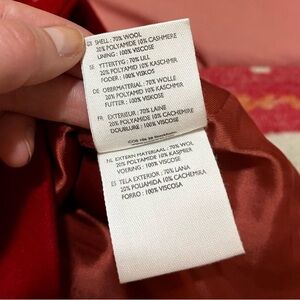 GB SHELL : 70% WOOL
20% POLYAMIDE 10% CASHMERE
LINING : 100% VISCOSE
SE YTTERTYG : 70% ULL
20% POLYAMID 10% KASCHMIR
FODER : 100% VISKOS
DE OBERMATERIAL : 70% WOLLE
20% POLYAMID 10% KASCHMIR
FUTTER : 100% VISKOSE
FR EXTERIEUR : 70% LAINE
20% POLYAMIDE 10% CACHEMIRE
DOUBLURE : 100% VISCOSE
NL EXTERN MATERIAAL : 70% WOL
20% POLYAMIDE 10% KASJMIER
VOERING : 100% VISCOSE
ES TELA EXTERIOR : 70% LANA
20% POLIAMIDA 10% CACHEMIRA
FORRO : 100% VISCOSA